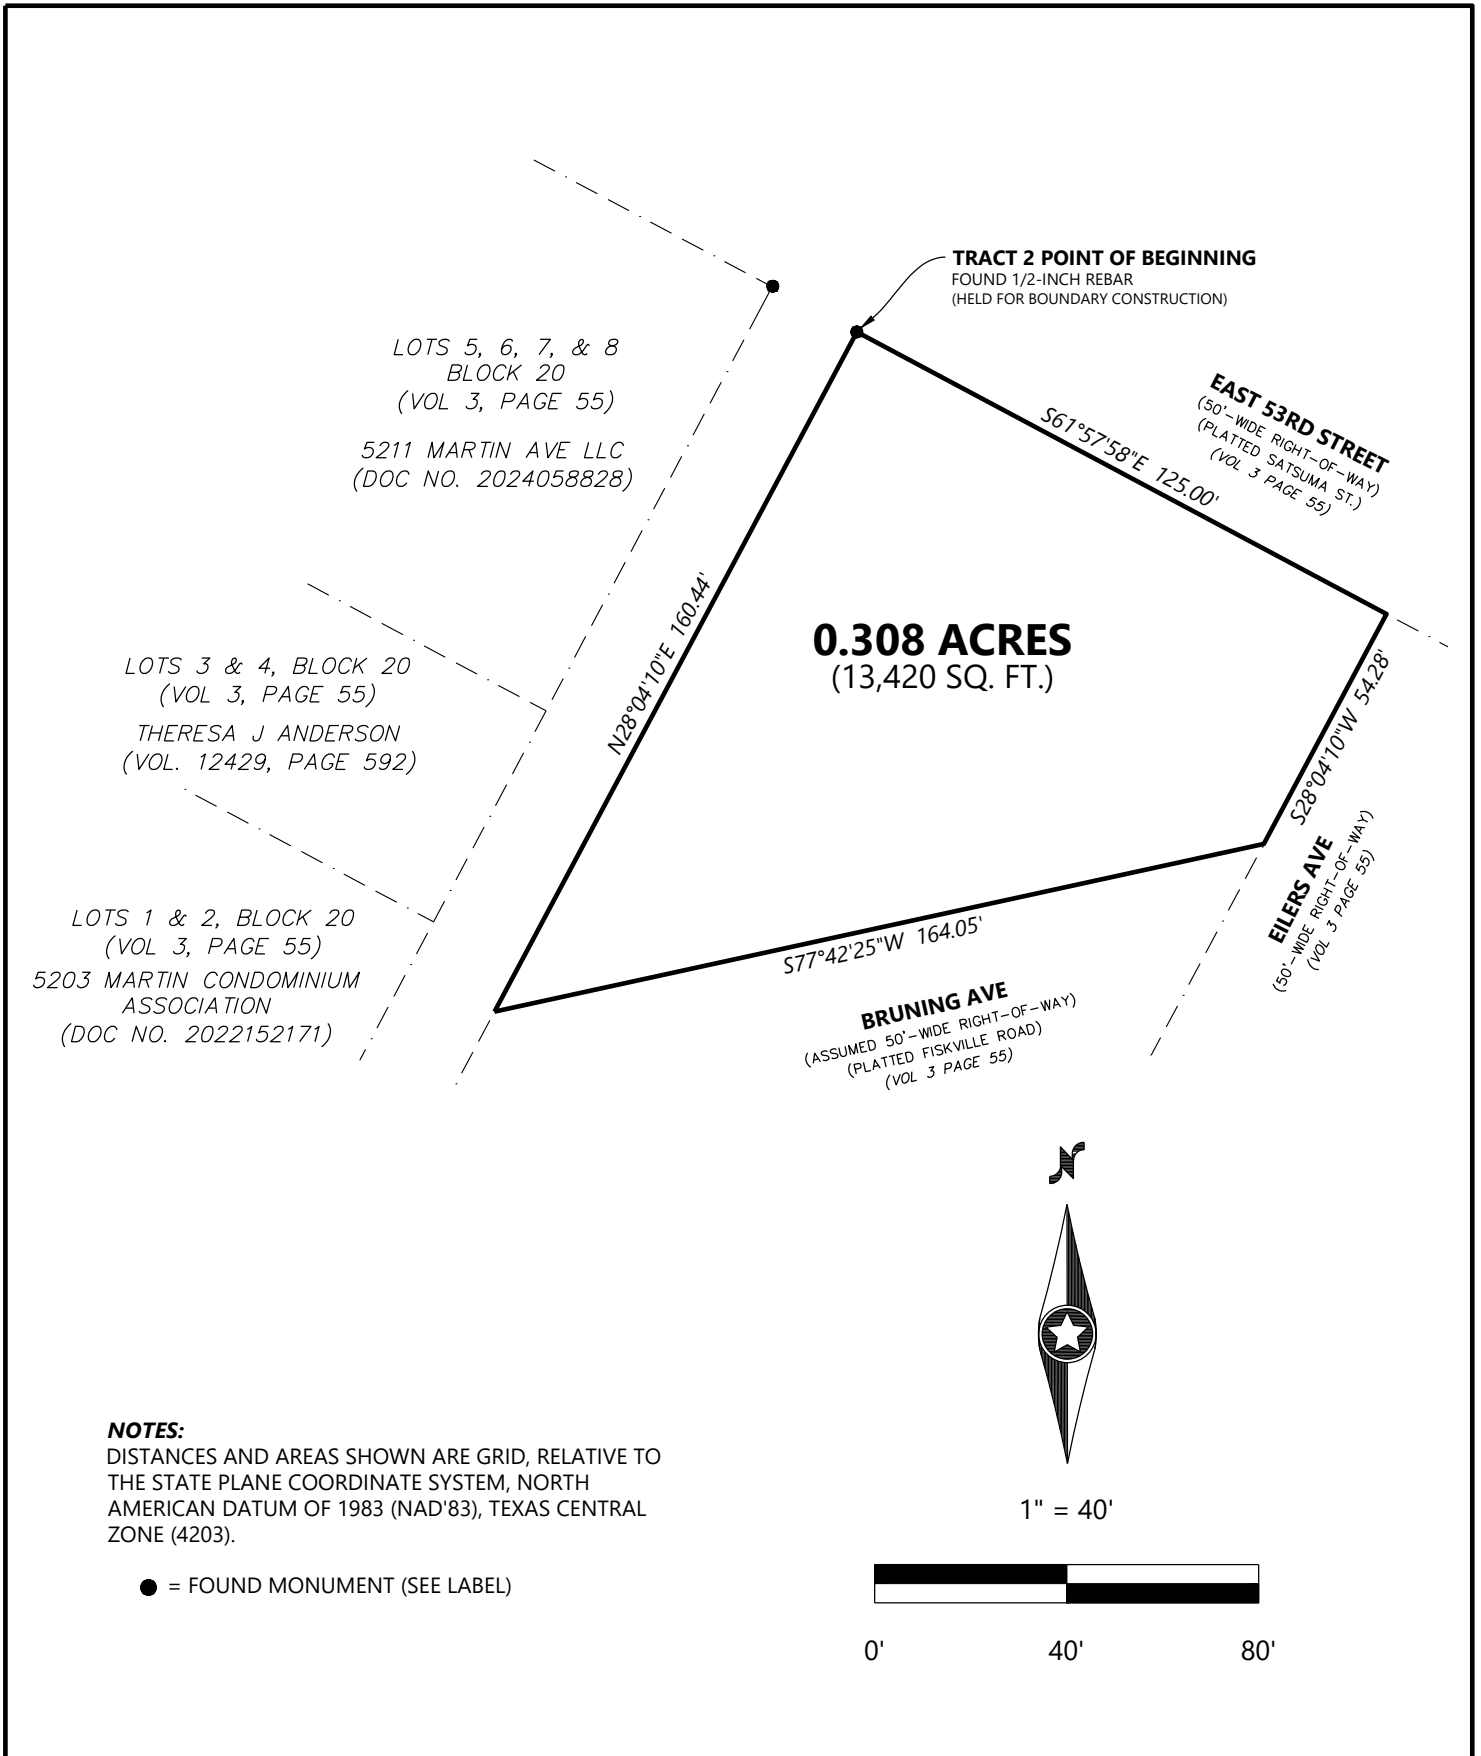 TRACT 2 POINT OF BEGINNING
FOUND 1/2-INCH REBAR
(HELD FOR BOUNDARY CONSTRUCTION)
LOTS 5, 6, 7, & 8
BLOCK 20
(VOL 3, PAGE 55)
5211 MARTIN AVE LLC
(DOC NO. 2024058828)
EAST 53RD STREET
(50'-WIDE RIGHT-OF-WAY)
(PLATTED SATSUMA ST.)
(VOL 3 PAGE 55)
S61°57'58"E 125.00'
N28°04'10"E 160.44'
0.308 ACRES
(13,420 SQ. FT.)
S28°04'10"W 54.28'
LOTS 3 & 4, BLOCK 20
(VOL 3, PAGE 55)
THERESA J ANDERSON
(VOL. 12429, PAGE 592)
EILERS AVE
(50'-WIDE RIGHT-OF-WAY)
(VOL 3 PAGE 55)
LOTS 1 & 2, BLOCK 20
(VOL 3, PAGE 55)
5203 MARTIN CONDOMINIUM
ASSOCIATION
(DOC NO. 2022152171)
S77°42'25"W 164.05'
BRUNING AVE
(ASSUMED 50'-WIDE RIGHT-OF-WAY)
(PLATTED FISKVILLE ROAD)
(VOL 3 PAGE 55)
N
NOTES:
DISTANCES AND AREAS SHOWN ARE GRID, RELATIVE TO
THE STATE PLANE COORDINATE SYSTEM, NORTH
AMERICAN DATUM OF 1983 (NAD'83), TEXAS CENTRAL
ZONE (4203).
= FOUND MONUMENT (SEE LABEL)
1" = 40'
0' 40' 80'